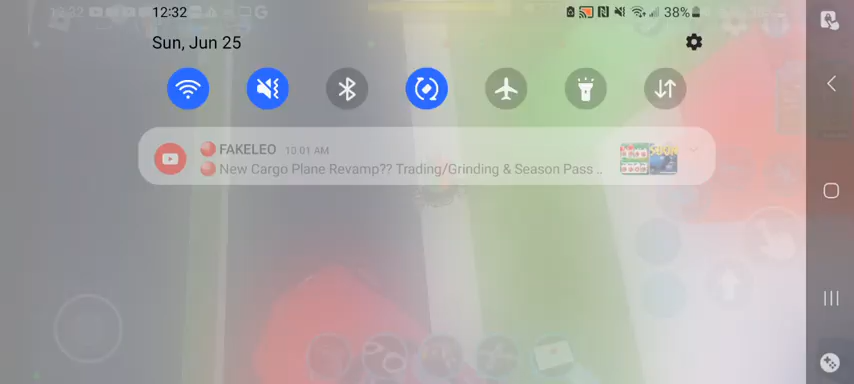 12:32
38%
Sun, Jun 25
FAKELEO 10:01 AM
New Cargo Plane Revamp?? Trading/Grinding & Season Pass ..